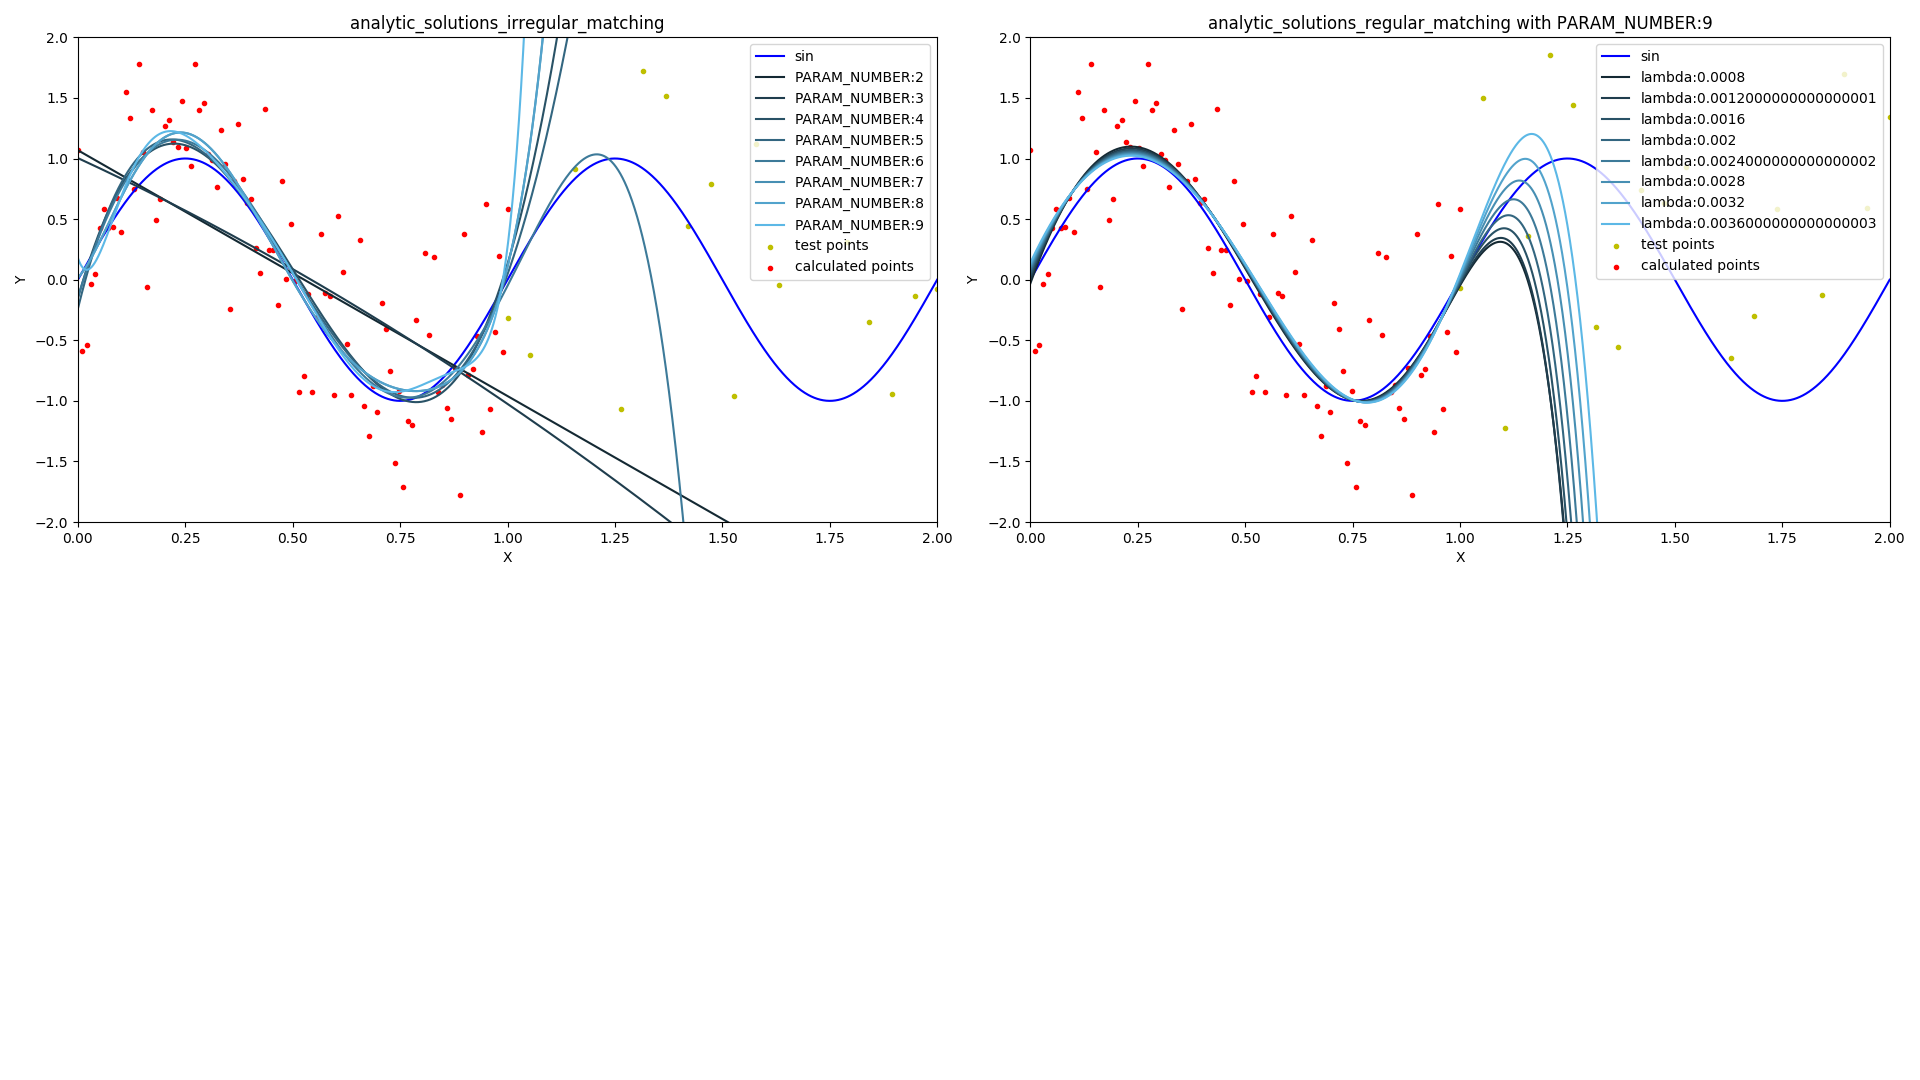 analytic_solutions_irregular_matching
2.0
1.5
1.0
0.5
0.0
−0.5
−1.0
−1.5
−2.0
Y
0.00 0.25 0.50 0.75 1.00 1.25 1.50 1.75 2.00
X
sin
PARAM_NUMBER:2
PARAM_NUMBER:3
PARAM_NUMBER:4
PARAM_NUMBER:5
PARAM_NUMBER:6
PARAM_NUMBER:7
PARAM_NUMBER:8
PARAM_NUMBER:9
test points
calculated points
analytic_solutions_regular_matching with PARAM_NUMBER:9
2.0
1.5
1.0
0.5
0.0
−0.5
−1.0
−1.5
−2.0
Y
0.00 0.25 0.50 0.75 1.00 1.25 1.50 1.75 2.00
X
sin
lambda:0.0008
lambda:0.0012000000000000001
lambda:0.0016
lambda:0.002
lambda:0.0024000000000000002
lambda:0.0028
lambda:0.0032
lambda:0.0036000000000000003
test points
calculated points